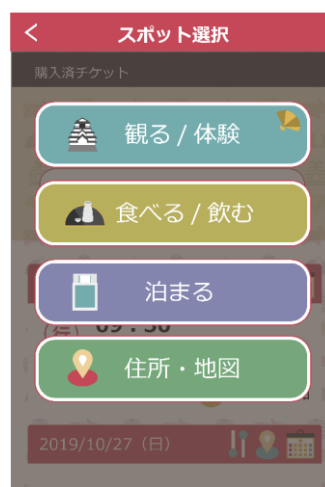 スポット選択
購入済チケット
観る / 体験
食べる / 飲む
泊まる
09:30
住所・地図
2019/10/27（日）